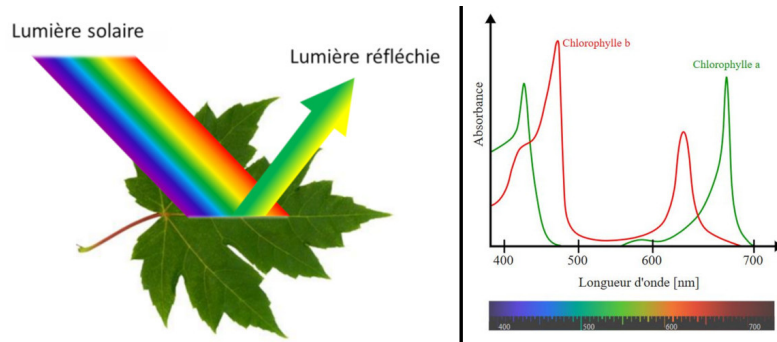 Lumière solaire
Lumière réfléchie
Absorbance
Chlorophylle b
Chlorophylle a
400 500 600 700
Longueur d'onde [nm]
400 500 600 700